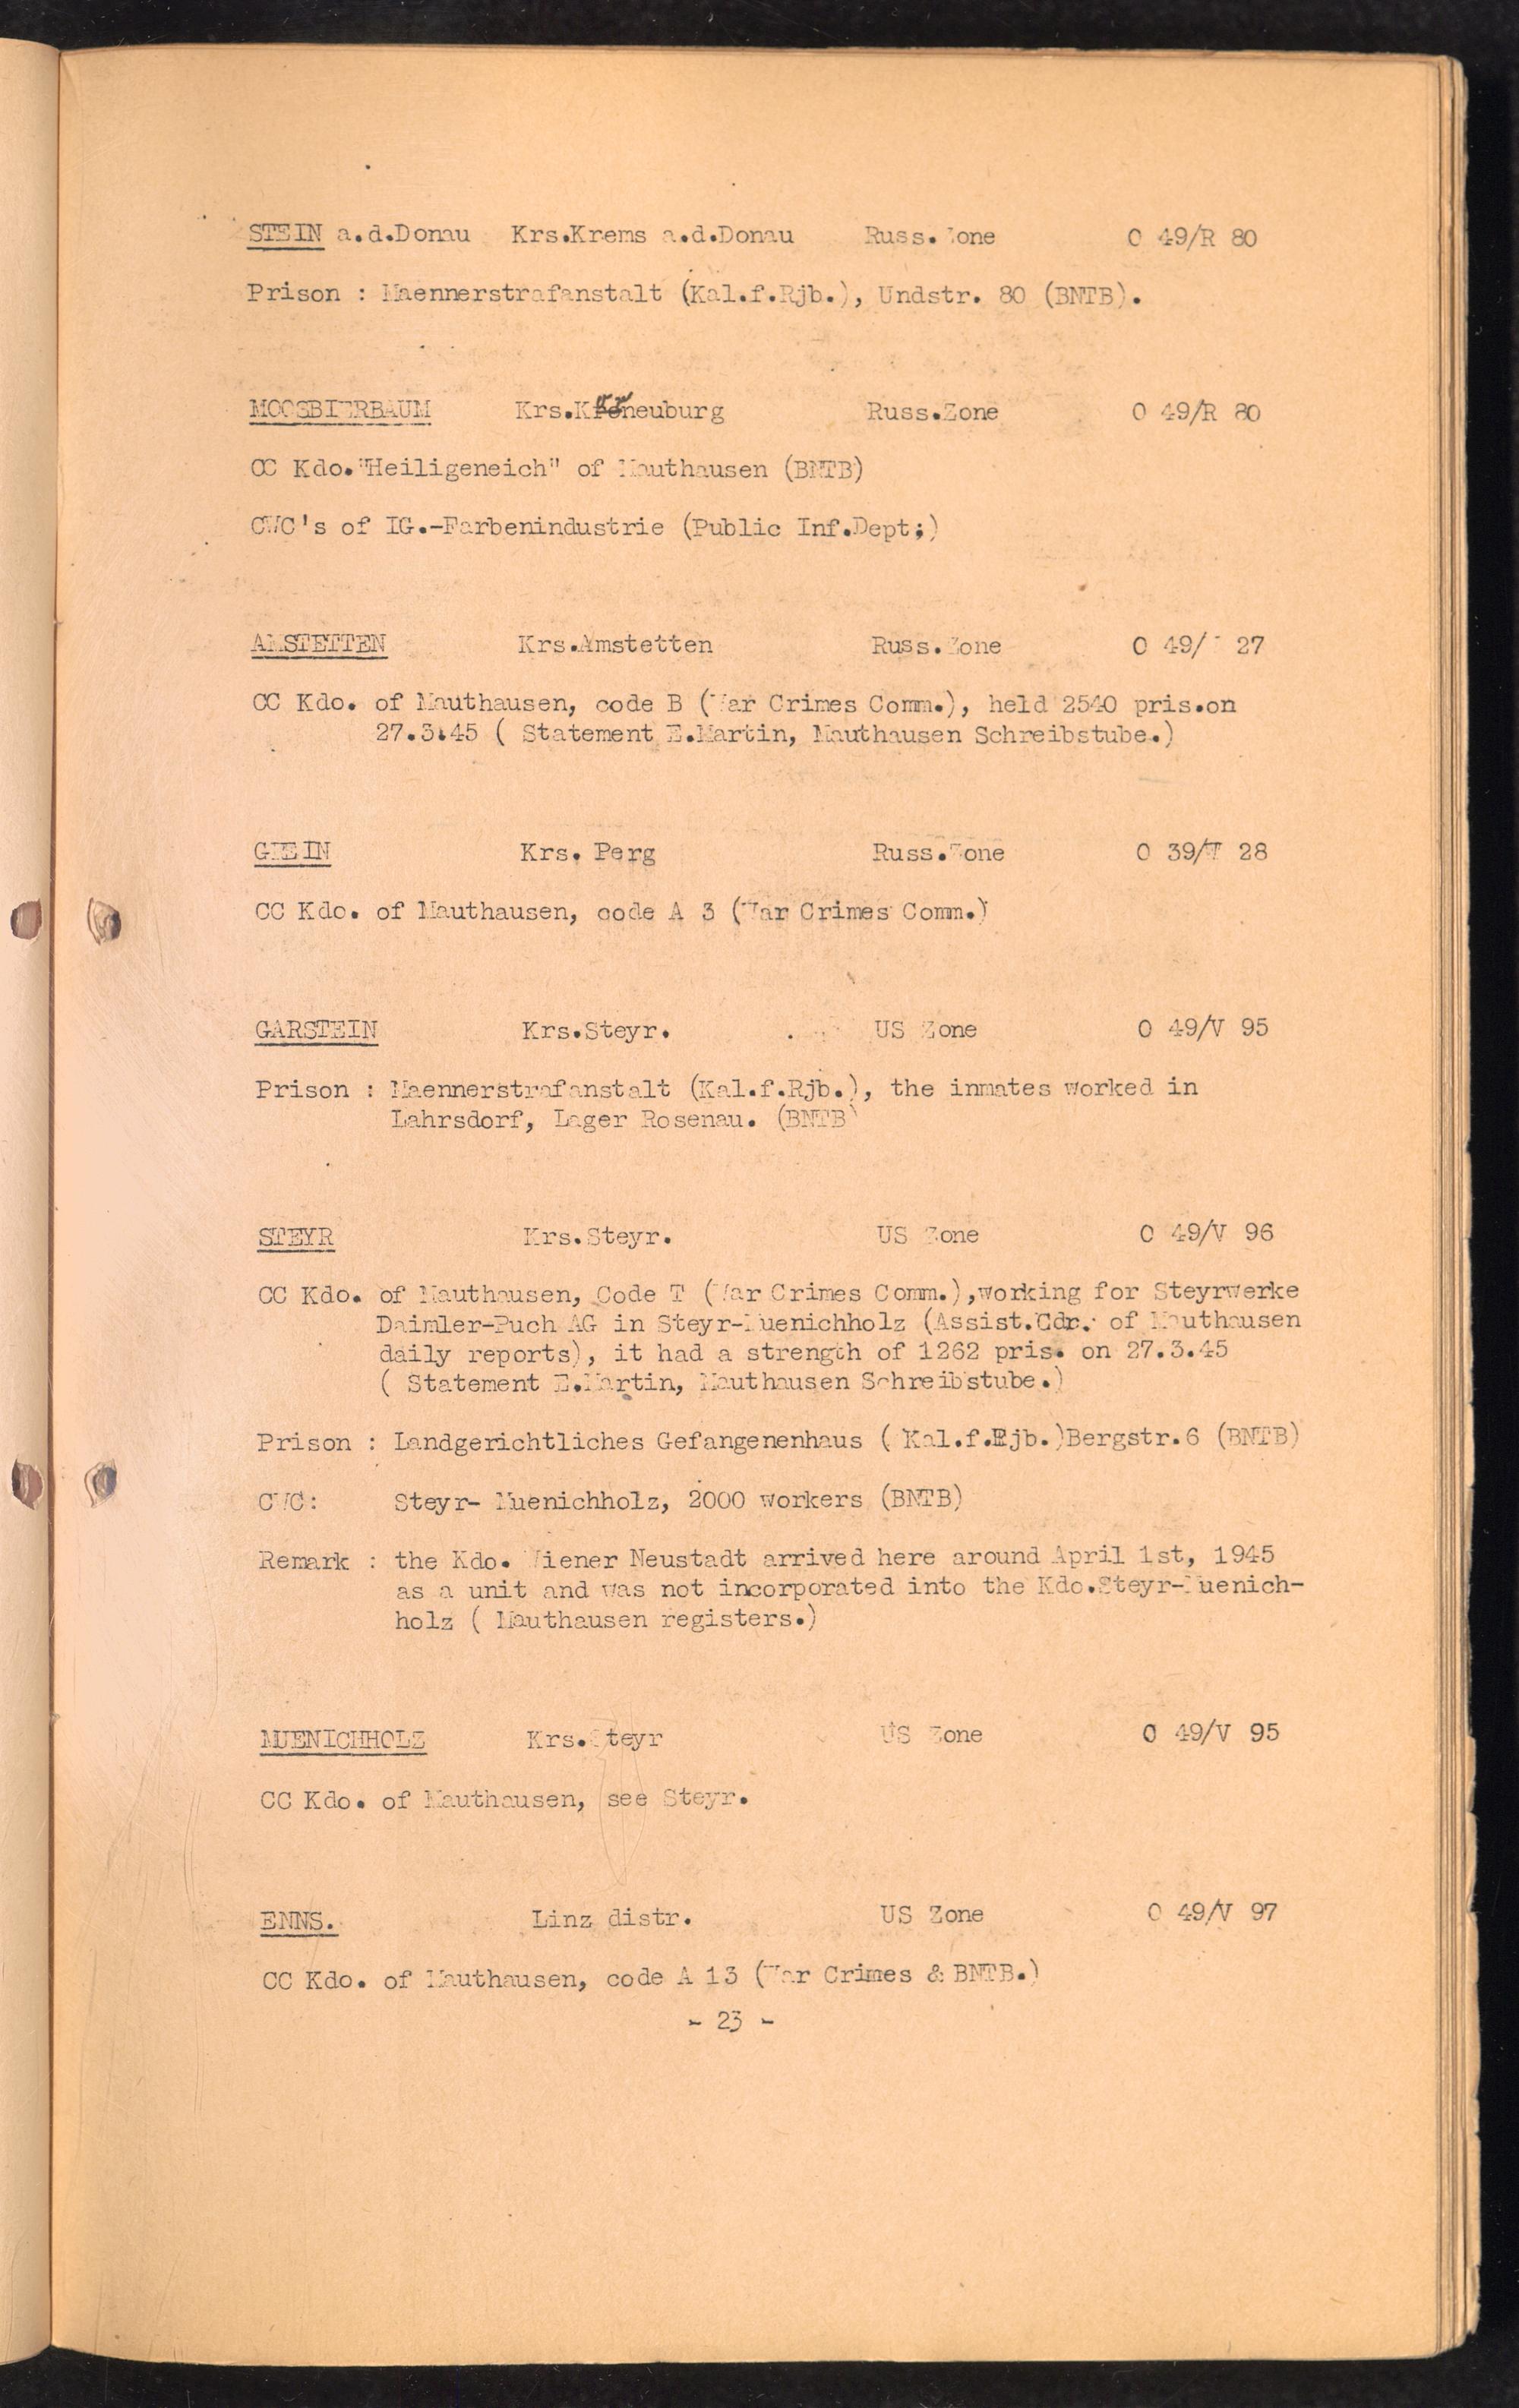 STEIN a.d.Donau Krs.Krems a.d.Donau Russ. Zone O 49/R 80
Prison : Maennerstrafanstalt (Kal.f.Rjb.), Undstr. 80 (BNTB).
MOOSBIERBAUM Krs.Korneuburg Russ.Zone O 49/R 80
CC Kdo."Heiligeneich" of Mauthausen (BNTB)
CWC's of IG.-Farbenindustrie (Public Inf.Dept;)
AMSTETTEN Krs.Amstetten Russ.Zone O 49/ 27
CC Kdo. of Mauthausen, code B (War Crimes Comm.), held 2540 pris.on
27.3.45 ( Statement E.Martin, Mauthausen Schreibstube.)
GREIN Krs. Perg Russ.Zone O 39/W 28
CC Kdo. of Mauthausen, code A 3 (War Crimes Comm.)
GARSTEIN Krs.Steyr. US Zone O 49/V 95
Prison : Maennerstrafanstalt (Kal.f.Rjb.), the inmates worked in
Lahrsdorf, Lager Rosenau. (BNTB)
STEYR Krs.Steyr. US Zone O 49/V 96
CC Kdo. of Mauthausen, Code T (War Crimes Comm.),working for Steyrwerke
Daimler-Puch AG in Steyr-Muenichholz (Assist.Cdr. of Mauthausen
daily reports), it had a strength of 1262 pris. on 27.3.45
( Statement E.Martin, Mauthausen Schreibstube.)
Prison : Landgerichtliches Gefangenenhaus ( Kal.f.Rjb.)Bergstr.6 (BNTB)
CWC: Steyr- Muenichholz, 2000 workers (BNTB)
Remark : the Kdo. Wiener Neustadt arrived here around April 1st, 1945
as a unit and was not incorporated into the Kdo.Steyr-Muenich-
holz ( Mauthausen registers.)
MUENICHHOLZ Krs.Steyr US Zone O 49/V 95
CC Kdo. of Mauthausen, see Steyr.
ENNS. Linz distr. US Zone O 49/V 97
CC Kdo. of Mauthausen, code A 13 (War Crimes & BNTB.)
- 23 -